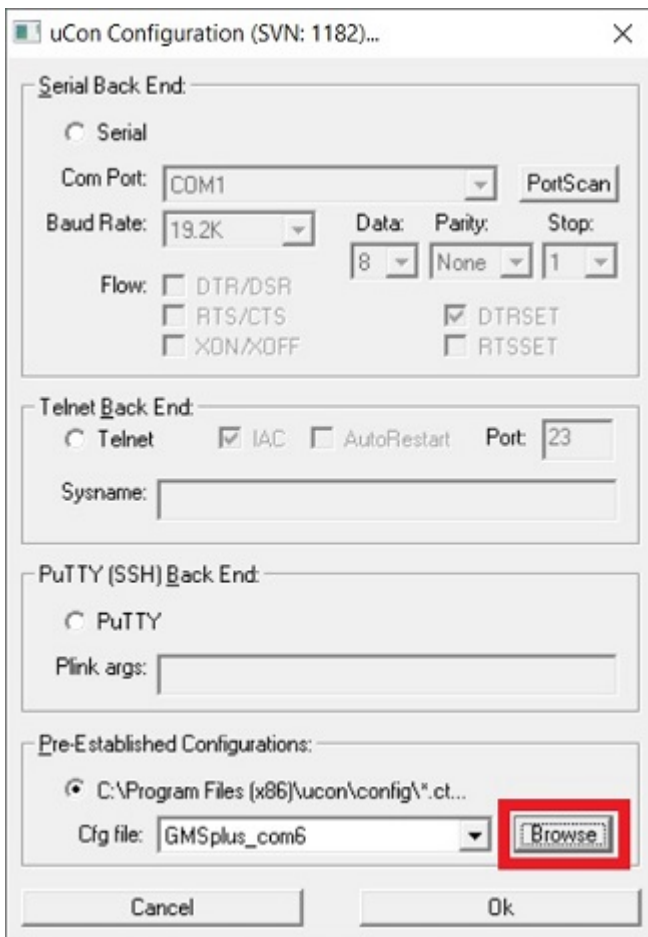 uCon Configuration (SVN: 1182)...
Serial Back End:
Serial
Com Port: COM1 PortScan
Baud Rate: 19.2K Data: 8 Parity: None Stop: 1
Flow: DTR/DSR
RTS/CTS DTRSET
XON/XOFF RTSSET
Telnet Back End:
Telnet IAC AutoRestart Port: 23
Sysname:
PuTTY (SSH) Back End:
PuTTY
Plink args:
Pre-Established Configurations:
C:\Program Files (x86)\ucon\config\*.ct...
Cfg file: GMSplus_com6 Browse
Cancel Ok